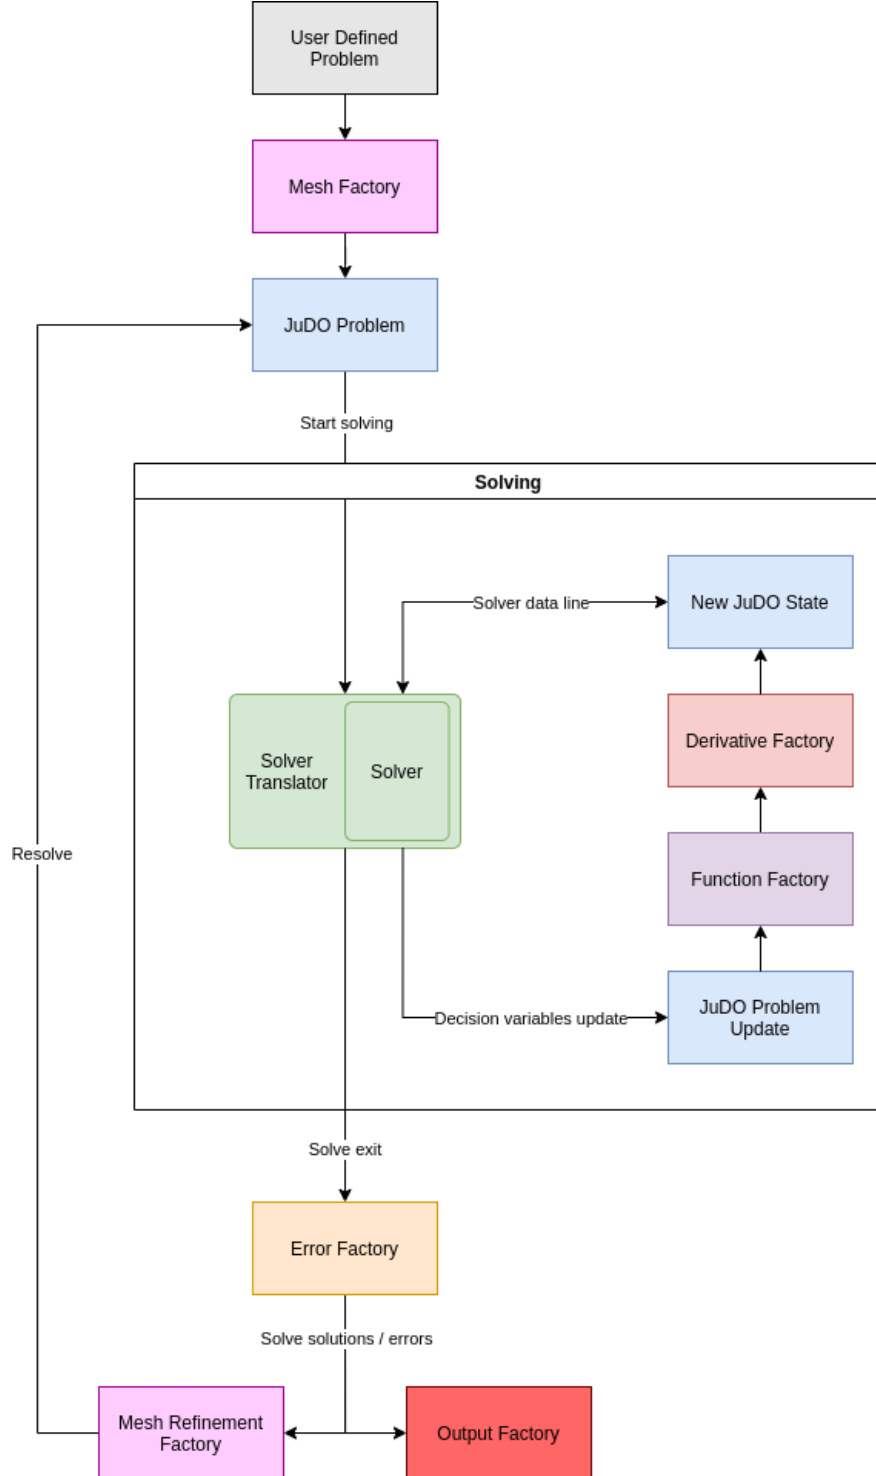 User Defined
Problem
Mesh Factory
JuDO Problem
Start solving
Solving
Solver data line
New JuDO State
Derivative Factory
Solver
Translator
Solver
Resolve
Function Factory
Decision variables update
JuDO Problem
Update
Solve exit
Error Factory
Solve solutions / errors
Mesh Refinement
Factory
Output Factory